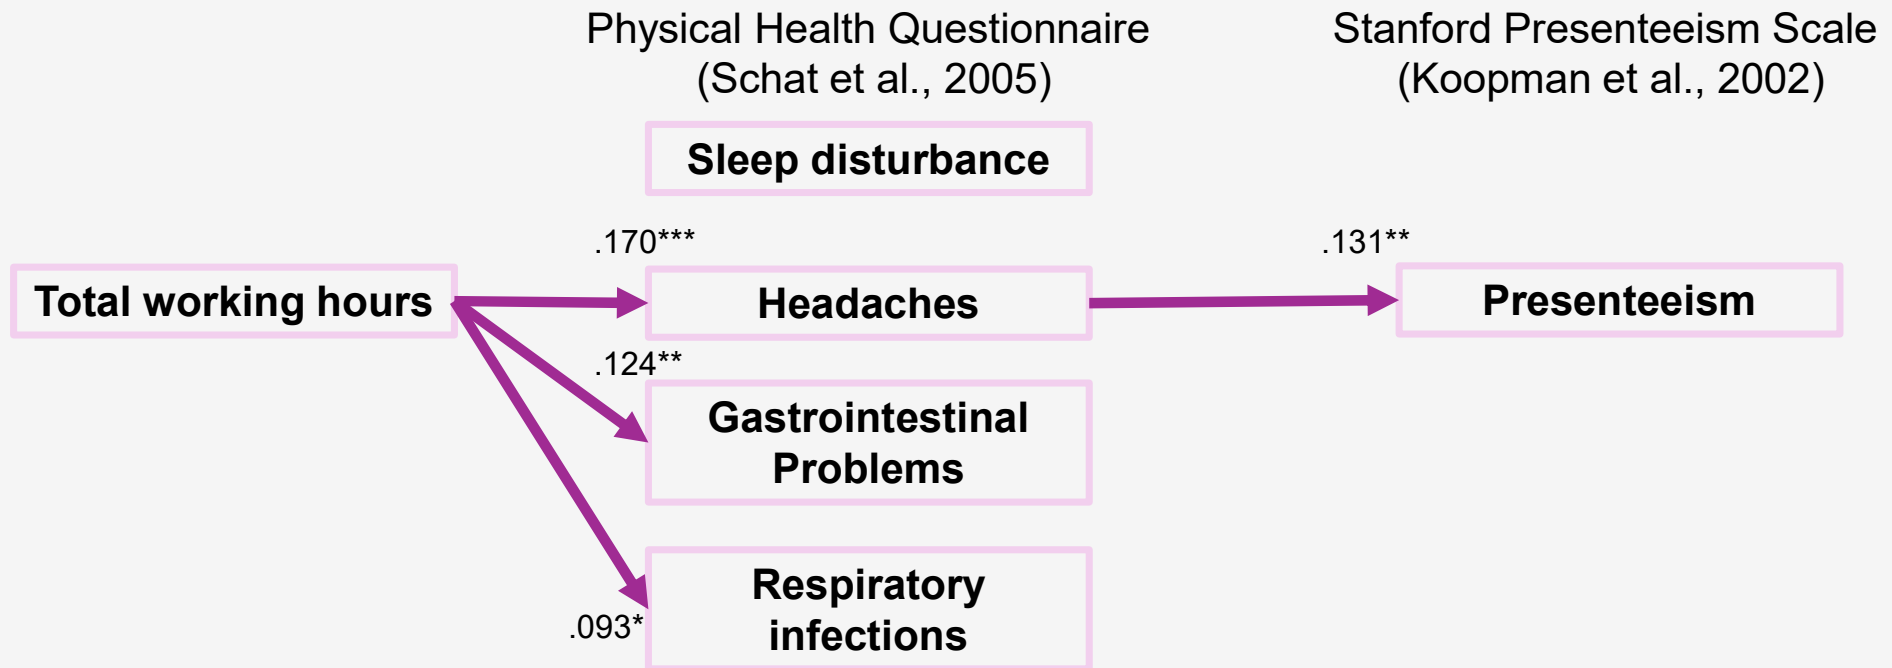 Physical Health Questionnaire
(Schat et al., 2005)
Stanford Presenteeism Scale
(Koopman et al., 2002)
Sleep disturbance
.170***
.131**
Total working hours
Headaches
Presenteeism
.124**
Gastrointestinal
Problems
Respiratory
infections
.093*